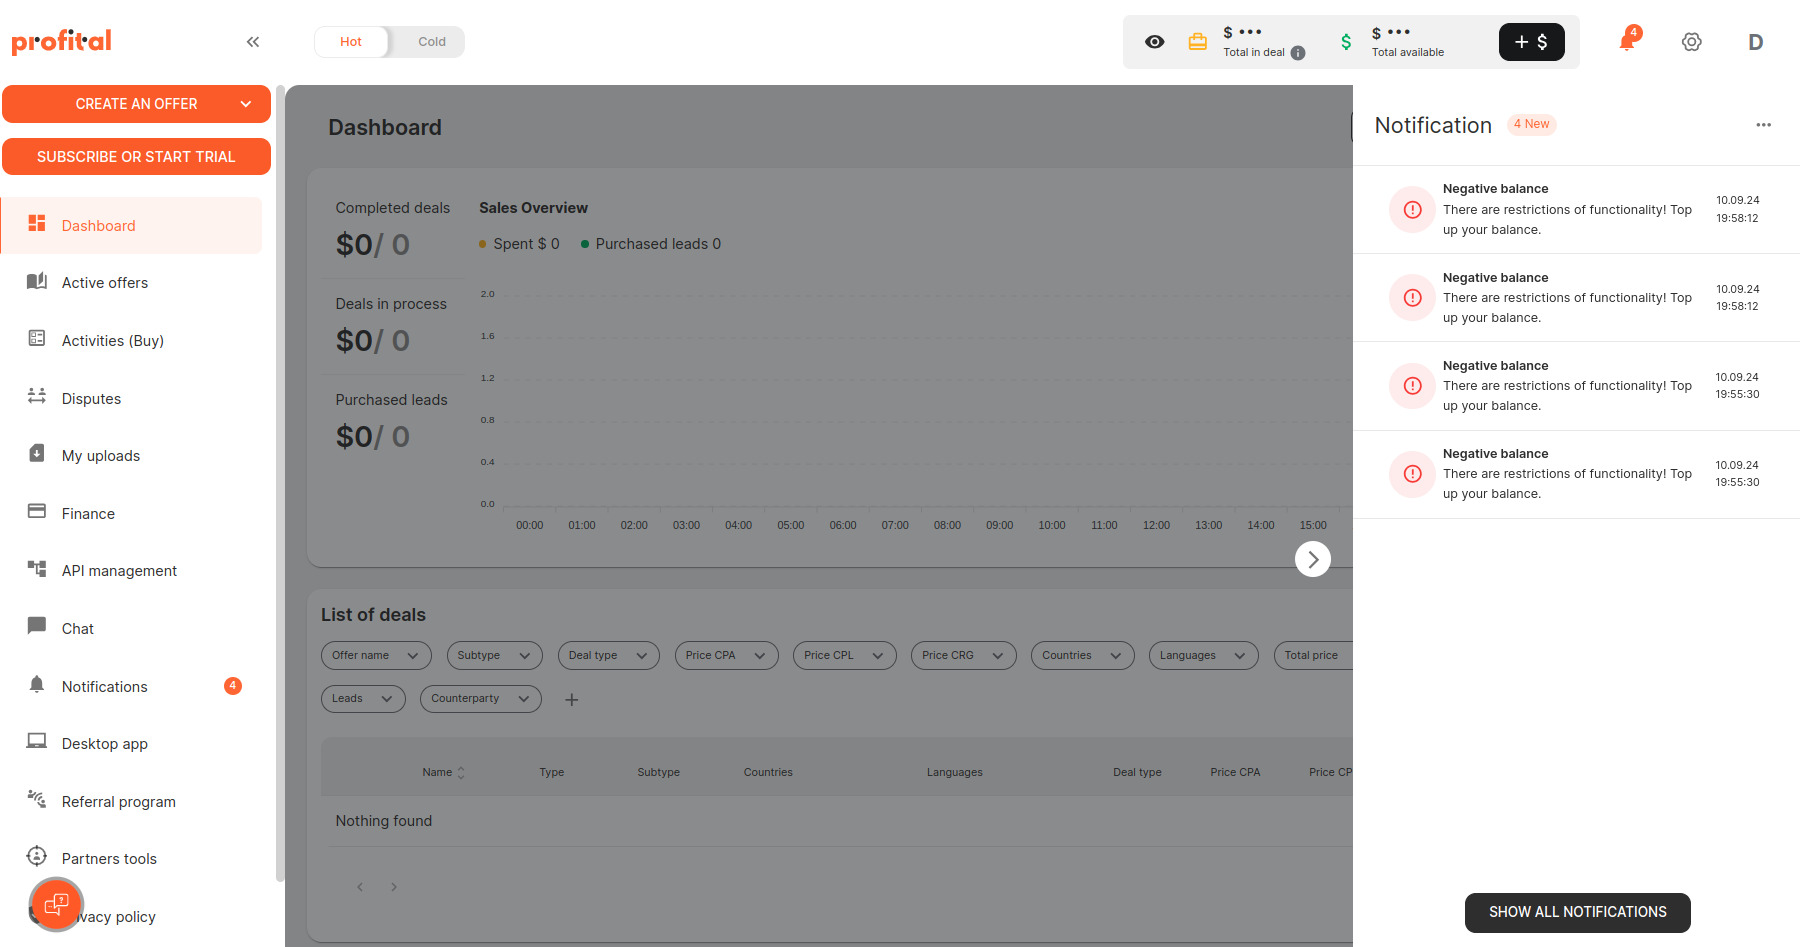 profital
Hot
Cold
$ •••
Total in deal
$ •••
Total available
+ $
4
D
CREATE AN OFFER
SUBSCRIBE OR START TRIAL
Dashboard
Active offers
Activities (Buy)
Disputes
My uploads
Finance
API management
Chat
Notifications
4
Desktop app
Referral program
Partners tools
vacy policy
Dashboard
Completed deals
$0/ 0
Deals in process
$0/ 0
Purchased leads
$0/ 0
Sales Overview
Spent $ 0
Purchased leads 0
2.0
1.6
1.2
0.8
0.4
0.0
00:00 01:00 02:00 03:00 04:00 05:00 06:00 07:00 08:00 09:00 10:00 11:00 12:00 13:00 14:00 15:00
List of deals
Offer name Subtype Deal type Price CPA Price CPL Price CRG Countries Languages Total price
Leads Counterparty +
Name Type Subtype Countries Languages Deal type Price CPA Price CP
Nothing found
Notification
4 New
Negative balance
There are restrictions of functionality! Top
up your balance.
10.09.24
19:58:12
Negative balance
There are restrictions of functionality! Top
up your balance.
10.09.24
19:58:12
Negative balance
There are restrictions of functionality! Top
up your balance.
10.09.24
19:55:30
Negative balance
There are restrictions of functionality! Top
up your balance.
10.09.24
19:55:30
SHOW ALL NOTIFICATIONS